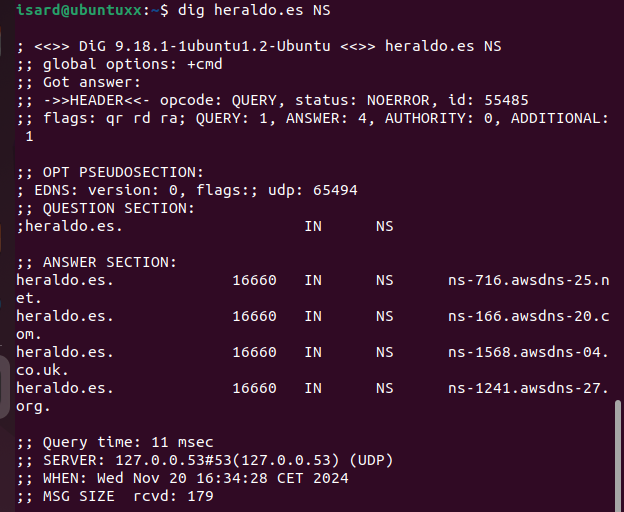 isard@ubuntuxx:~$ dig heraldo.es NS

; <<>> DiG 9.18.1-1ubuntu1.2-Ubuntu <<>> heraldo.es NS
;; global options: +cmd
;; Got answer:
;; ->>HEADER<<- opcode: QUERY, status: NOERROR, id: 55485
;; flags: qr rd ra; QUERY: 1, ANSWER: 4, AUTHORITY: 0, ADDITIONAL:
 1

;; OPT PSEUDOSECTION:
; EDNS: version: 0, flags:; udp: 65494
;; QUESTION SECTION:
;heraldo.es.			IN	NS

;; ANSWER SECTION:
heraldo.es.		16660	IN	NS	ns-716.awsdns-25.n
et.
heraldo.es.		16660	IN	NS	ns-166.awsdns-20.c
om.
heraldo.es.		16660	IN	NS	ns-1568.awsdns-04.
co.uk.
heraldo.es.		16660	IN	NS	ns-1241.awsdns-27.
org.

;; Query time: 11 msec
;; SERVER: 127.0.0.53#53(127.0.0.53) (UDP)
;; WHEN: Wed Nov 20 16:34:28 CET 2024
;; MSG SIZE  rcvd: 179